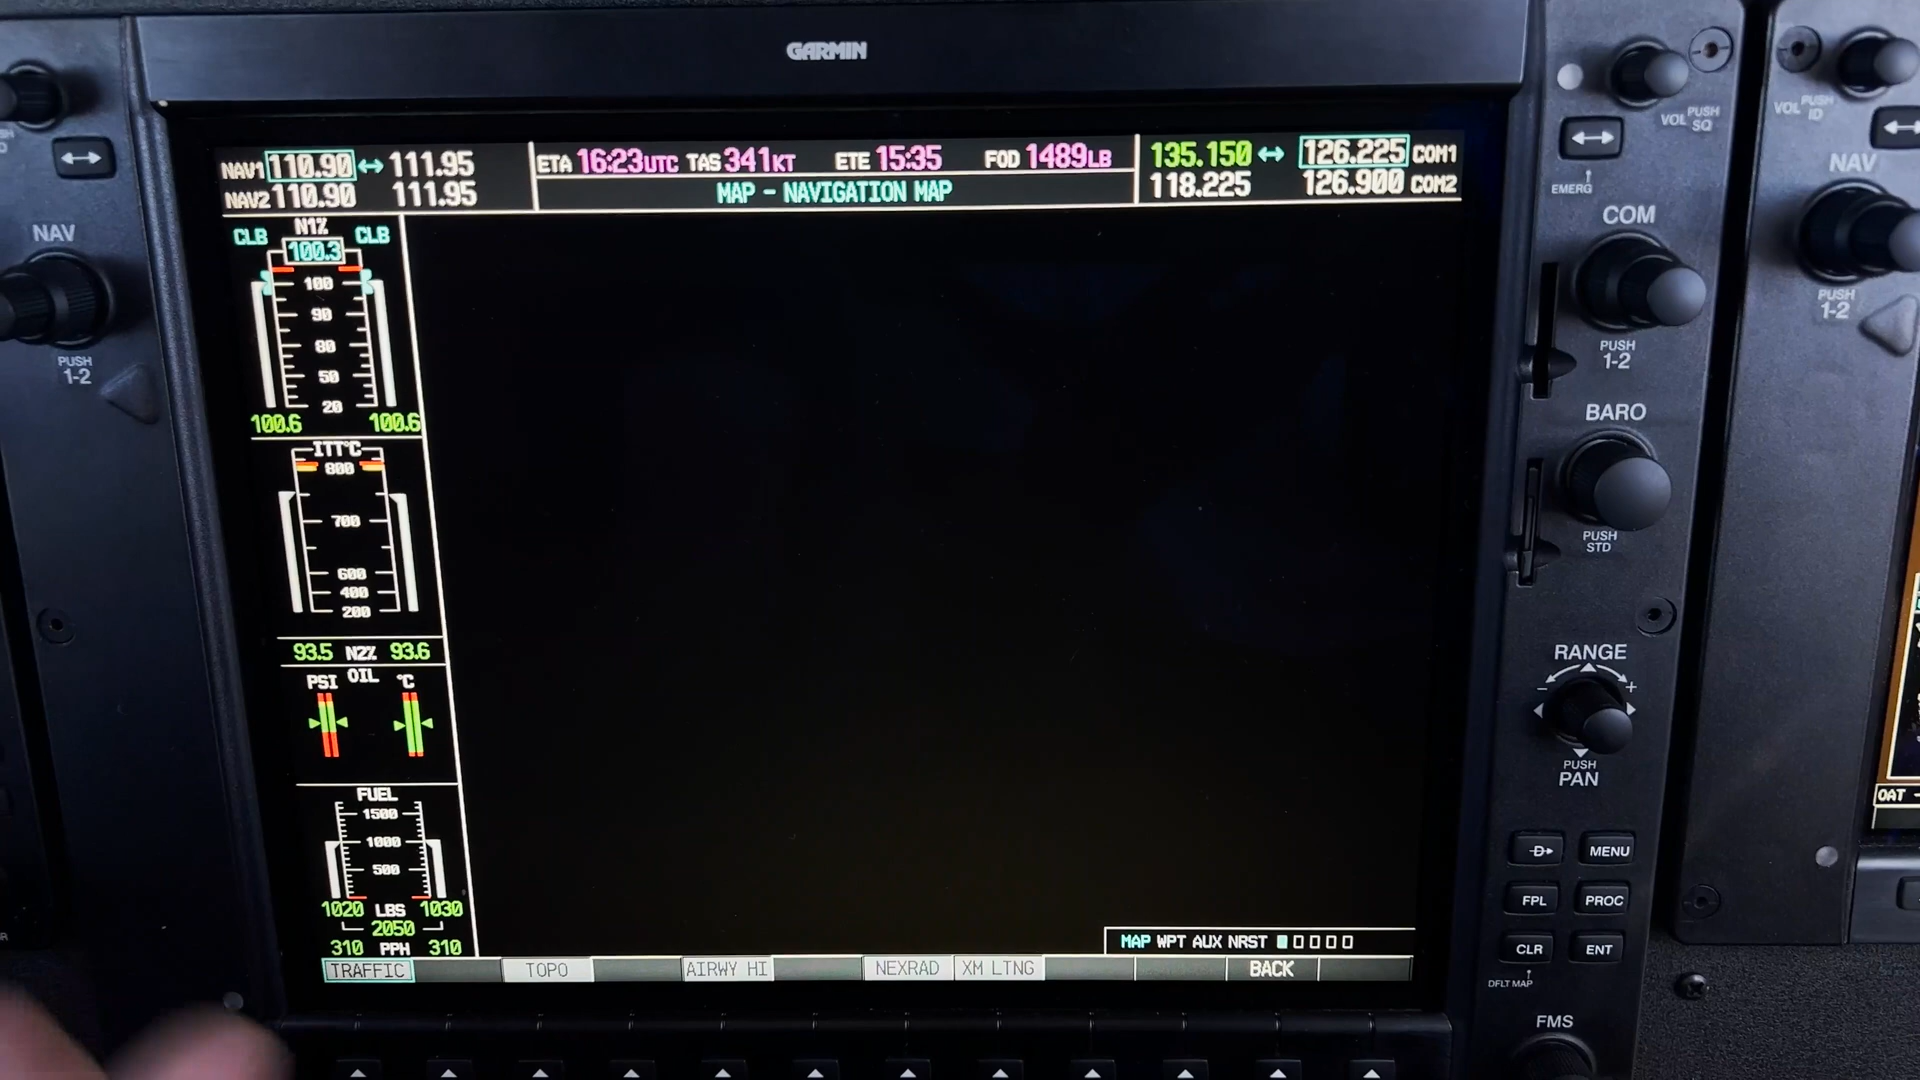 GARMIN
NAV1 110.90 ↔ 111.95
NAV2 110.90 111.95
ETA 16:23UTC TAS 341KT ETE 15:35 FOD 1489LB
MAP - NAVIGATION MAP
135.150 ↔ 126.225 COM1
118.225 126.900 COM2
N1%
CLB 100.3 CLB
100
90
80
50
20
100.6 100.6
ITT°C
800
700
600
400
200
93.5 N2% 93.6
OIL
PSI °C
FUEL
1500
1000
500
1020 LBS 1030
2050
310 PPH 310
MAP WPT AUX NRST
TRAFFIC TOPO AIRWY HI NEXRAD XM LTNG BACK
NAV
PUSH
1-2
VOL PUSH
SQ
EMERG
COM
PUSH
1-2
BARO
PUSH
STD
RANGE
- +
PUSH
PAN
D MENU
FPL PROC
CLR ENT
DFLT MAP
FMS
VOL PUSH
ID
NAV
PUSH
1-2
OAT